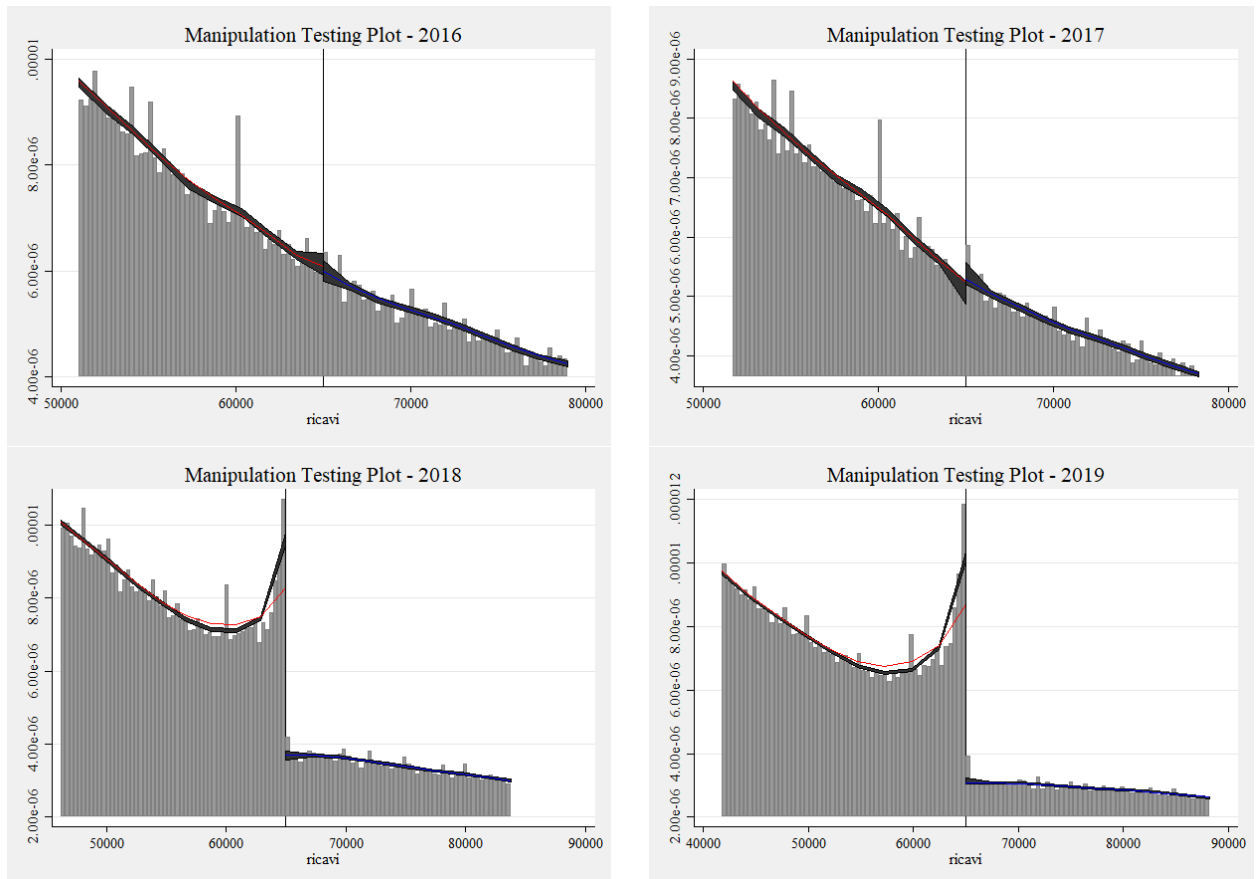 Manipulation Testing Plot - 2016
.00001
8.00e-06
6.00e-06
4.00e-06
50000 60000 70000 80000
ricavi
Manipulation Testing Plot - 2017
9.00e-06
8.00e-06
7.00e-06
6.00e-06
5.00e-06
4.00e-06
50000 60000 70000 80000
ricavi
Manipulation Testing Plot - 2018
.00001
8.00e-06
6.00e-06
4.00e-06
2.00e-06
50000 60000 70000 80000 90000
ricavi
Manipulation Testing Plot - 2019
.000012
.00001
8.00e-06
6.00e-06
4.00e-06
2.00e-06
40000 50000 60000 70000 80000 90000
ricavi